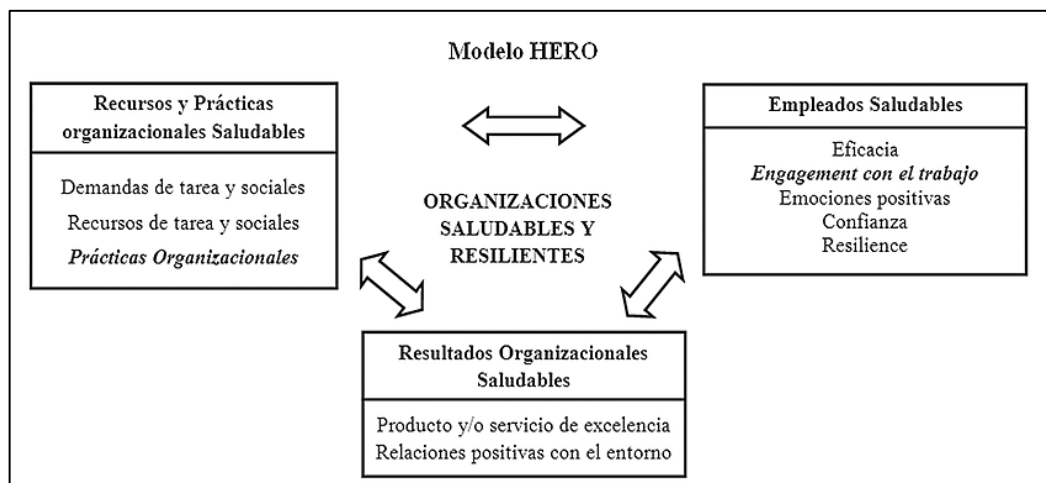 Modelo HERO
Recursos y Prácticas
organizacionales Saludables
Demandas de tarea y sociales
Recursos de tarea y sociales
Prácticas Organizacionales
ORGANIZACIONES
SALUDABLES Y
RESILIENTES
Empleados Saludables
Eficacia
Engagement con el trabajo
Emociones positivas
Confianza
Resilience
Resultados Organizacionales
Saludables
Producto y/o servicio de excelencia
Relaciones positivas con el entorno